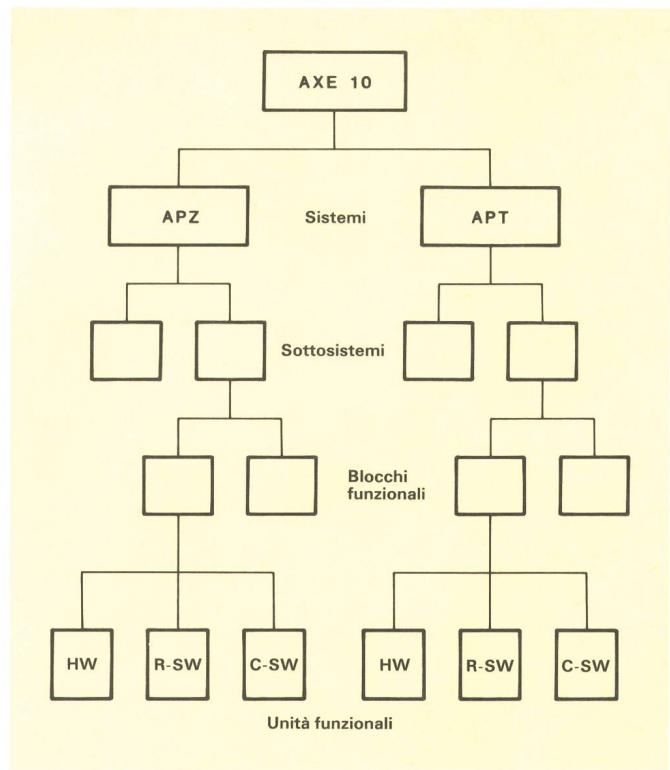 AXE 10
APZ
Sistemi
APT
Sottosistemi
Blocchi
funzionali
HW
R-SW
C-SW
HW
R-SW
C-SW
Unità funzionali